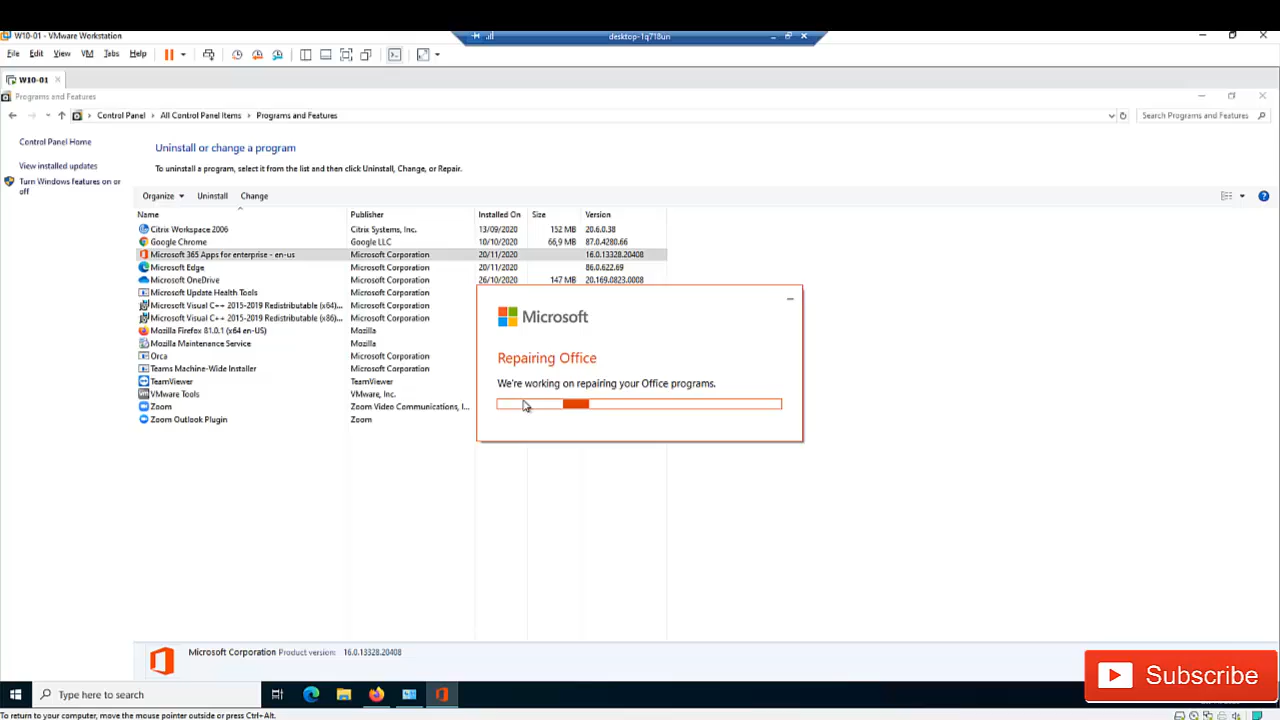 W10-01 - VMware Workstation
desktop-1q718un
File Edit View VM Tabs Help
W10-01
Programs and Features
Control Panel > All Control Panel Items > Programs and Features
Search Programs and Features
Control Panel Home
View installed updates
Turn Windows features on or off
Uninstall or change a program
To uninstall a program, select it from the list and then click Uninstall, Change, or Repair.
Organize Uninstall Change
Name Publisher Installed On Size Version
Citrix Workspace 2006 Citrix Systems, Inc. 13/09/2020 152 MB 20.6.0.38
Google Chrome Google LLC 10/10/2020 66,9 MB 87.0.4280.66
Microsoft 365 Apps for enterprise - en-us Microsoft Corporation 20/11/2020 16.0.13328.20408
Microsoft Edge Microsoft Corporation 20/11/2020 86.0.622.69
Microsoft OneDrive Microsoft Corporation 26/10/2020 147 MB 20.169.0823.0008
Microsoft Update Health Tools Microsoft Corporation
Microsoft Visual C++ 2015-2019 Redistributable (x64)... Microsoft Corporation
Microsoft Visual C++ 2015-2019 Redistributable (x86)... Microsoft Corporation
Mozilla Firefox 81.0.1 (x64 en-US) Mozilla
Mozilla Maintenance Service Mozilla
Orca Microsoft Corporation
Teams Machine-Wide Installer Microsoft Corporation
TeamViewer TeamViewer
VMware Tools VMware, Inc.
Zoom Zoom Video Communications, I...
Zoom Outlook Plugin Zoom
Microsoft
Repairing Office
We're working on repairing your Office programs.
Microsoft Corporation Product version: 16.0.13328.20408
Subscribe
Type here to search
To return to your computer, move the mouse pointer outside or press Ctrl+Alt.